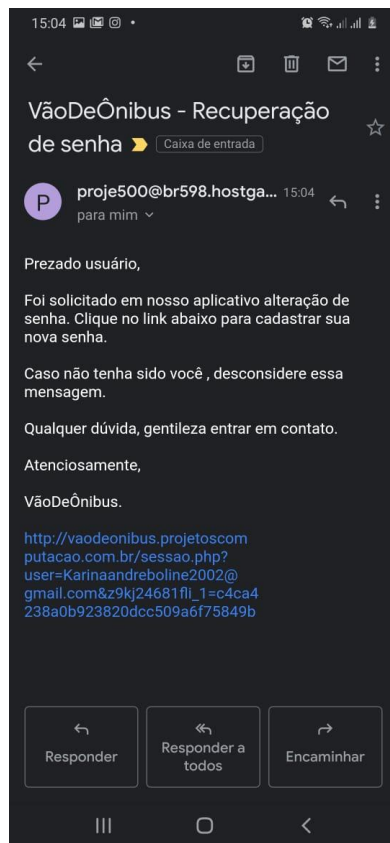 15:04
VãoDeÔnibus - Recuperação
de senha Caixa de entrada
P
proje500@br598.hostga... 15:04
para mim
Prezado usuário,
Foi solicitado em nosso aplicativo alteração de
senha. Clique no link abaixo para cadastrar sua
nova senha.
Caso não tenha sido você , desconsidere essa
mensagem.
Qualquer dúvida, gentileza entrar em contato.
Atenciosamente,
VãoDeÔnibus.
http://vaodeonibus.projetoscom
putacao.com.br/sessao.php?
user=Karinaandreboline2002@
gmail.com&z9kj24681fli_1=c4ca4
238a0b923820dcc509a6f75849b
Responder
Responder a
todos
Encaminhar